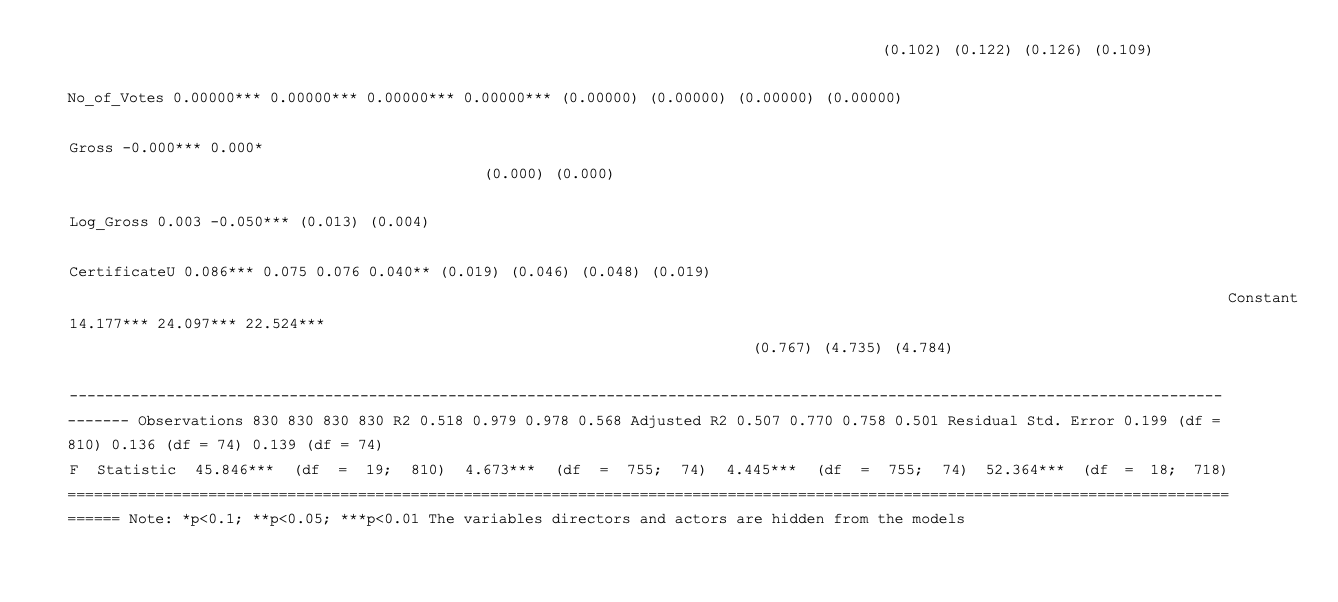 (0.102) (0.122) (0.126) (0.109)
No_of_Votes 0.00000*** 0.00000*** 0.00000*** 0.00000*** (0.00000) (0.00000) (0.00000) (0.00000)
Gross -0.000*** 0.000*
(0.000) (0.000)
Log_Gross 0.003 -0.050*** (0.013) (0.004)
CertificateU 0.086*** 0.075 0.076 0.040** (0.019) (0.046) (0.048) (0.019)
Constant
14.177*** 24.097*** 22.524***
(0.767) (4.735) (4.784)
------------------------------------------------------------------------------------------------------------------------------------
------- Observations 830 830 830 830 R2 0.518 0.979 0.978 0.568 Adjusted R2 0.507 0.770 0.758 0.501 Residual Std. Error 0.199 (df =
810) 0.136 (df = 74) 0.139 (df = 74)
F Statistic 45.846*** (df = 19; 810) 4.673*** (df = 755; 74) 4.445*** (df = 755; 74) 52.364*** (df = 18; 718)
====================================================================================================================================
====== Note: *p<0.1; **p<0.05; ***p<0.01 The variables directors and actors are hidden from the models